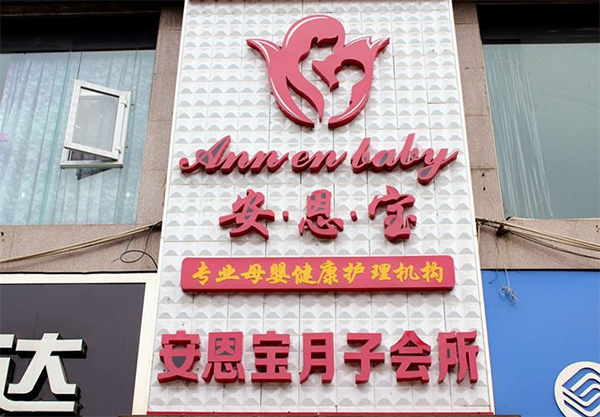 Ann en baby
安·恩·宝
专业母婴健康护理机构
安恩宝月子会所
达